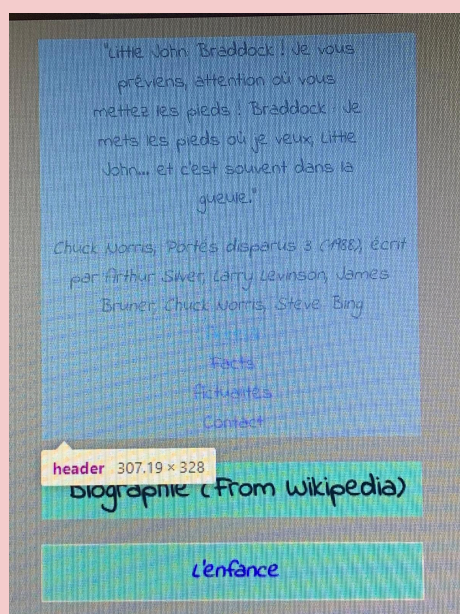 "Little John Braddock ! Je vous
préviens, attention où vous
mettez les pieds ! Braddock : Je
mets les pieds où je veux, Little
John... et c'est souvent dans la
gueule."
Chuck Norris, Portés disparus 3 (1988), écrit
par Arthur Silver, Larry Levinson, James
Bruner, Chuck Norris, Steve Bing
Facts
Actualités
Contact
header 307.19 × 328
Biographie (From Wikipedia)
L'enfance